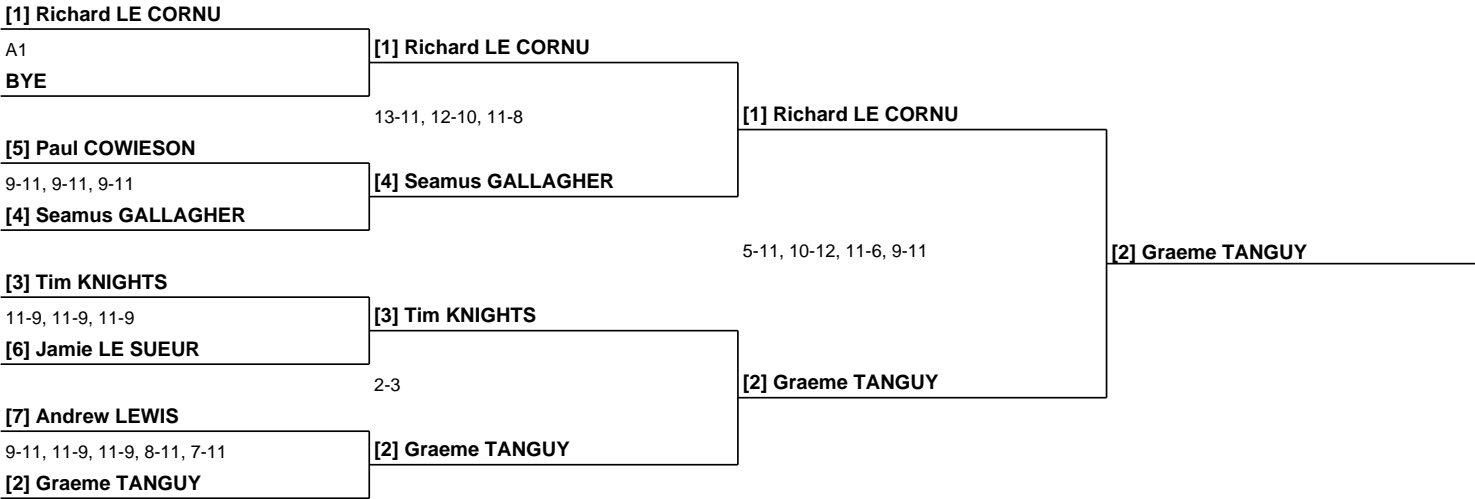 [1] Richard LE CORNU
A1
BYE
[5] Paul COWIESON
9-11, 9-11, 9-11
[4] Seamus GALLAGHER
[3] Tim KNIGHTS
11-9, 11-9, 11-9
[6] Jamie LE SUEUR
[7] Andrew LEWIS
9-11, 11-9, 11-9, 8-11, 7-11
[2] Graeme TANGUY
[1] Richard LE CORNU
13-11, 12-10, 11-8
[4] Seamus GALLAGHER
[3] Tim KNIGHTS
2-3
[2] Graeme TANGUY
[1] Richard LE CORNU
5-11, 10-12, 11-6, 9-11
[2] Graeme TANGUY
[2] Graeme TANGUY